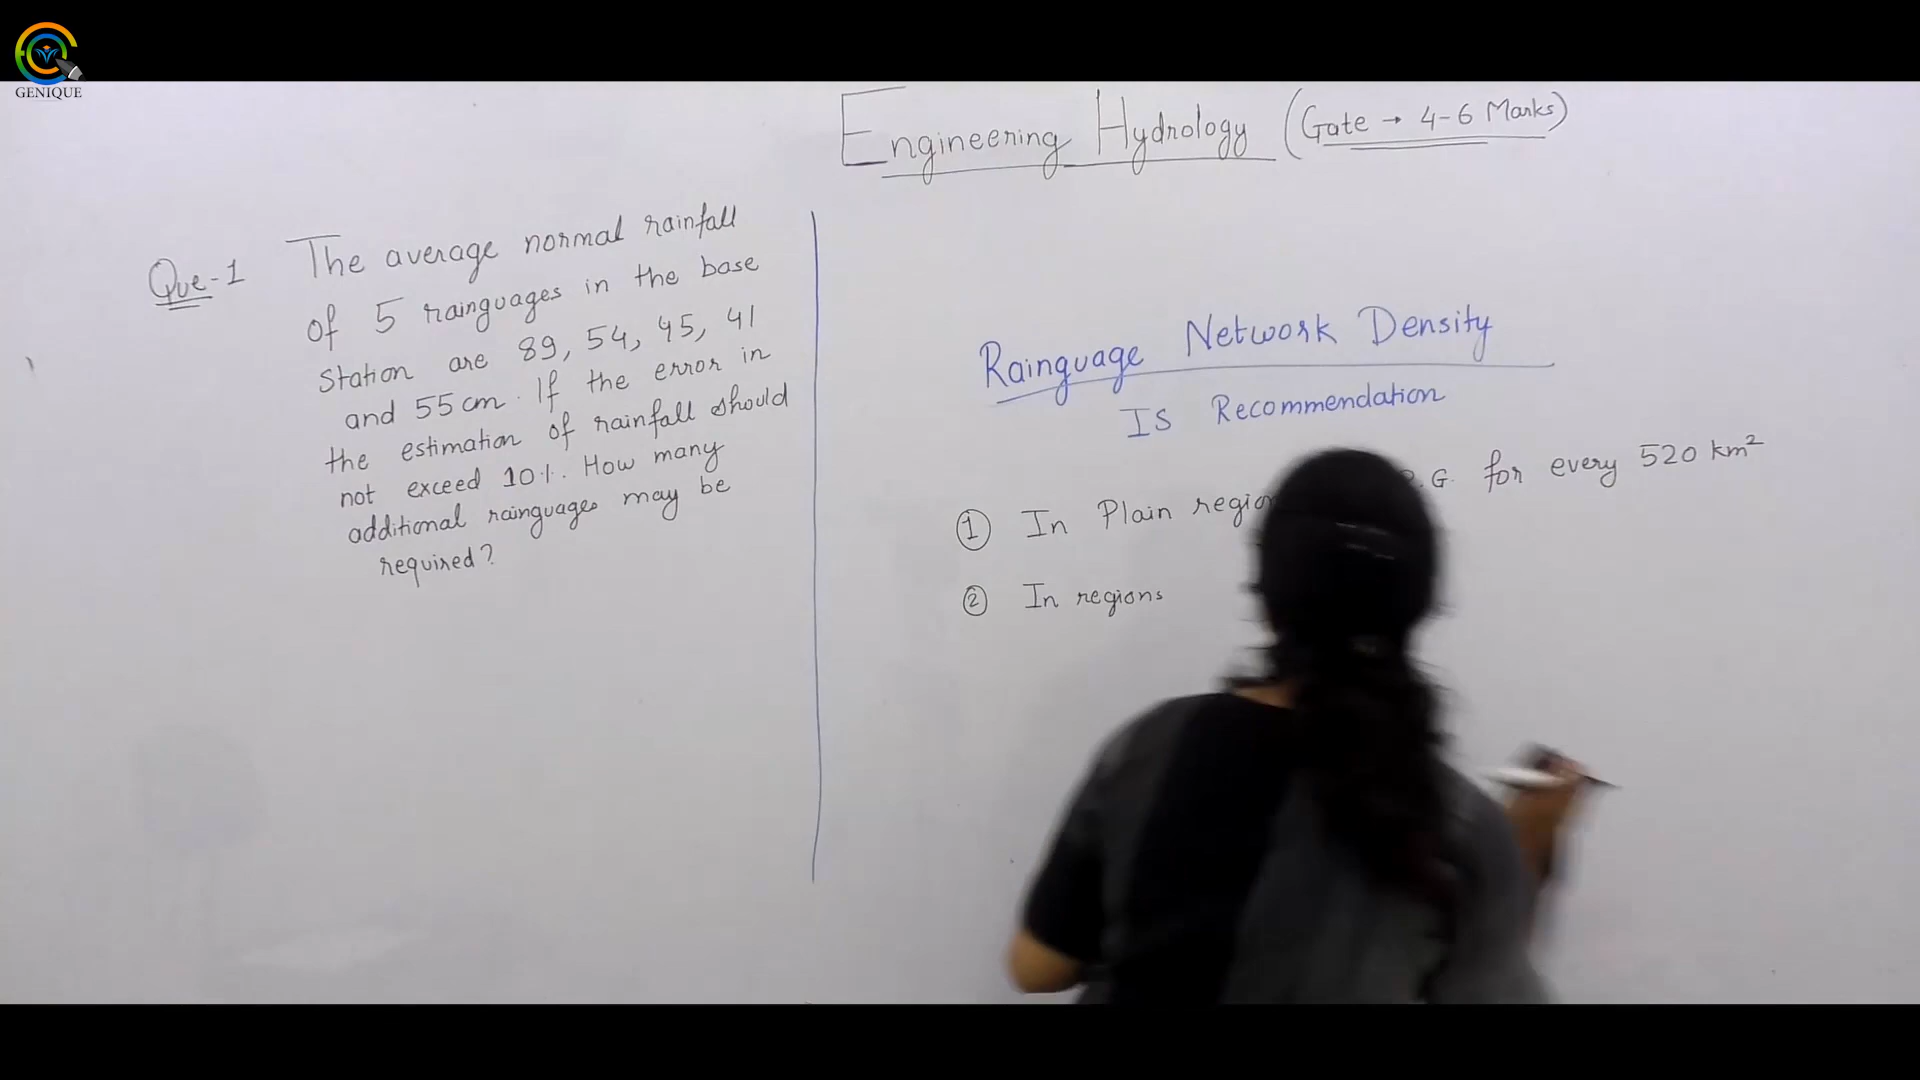 GENIQUE
Engineering Hydrology (Gate → 4-6 Marks)
Que-1 The average normal rainfall
of 5 rainguages in the base
station are 89, 54, 45, 41
and 55cm. If the error in
the estimation of rainfall should
not exceed 10%. How many
additional rainguages may be
required?
Rainguage Network Density
IS Recommendation
① In Plain region R.G. for every 520 km²
② In regions